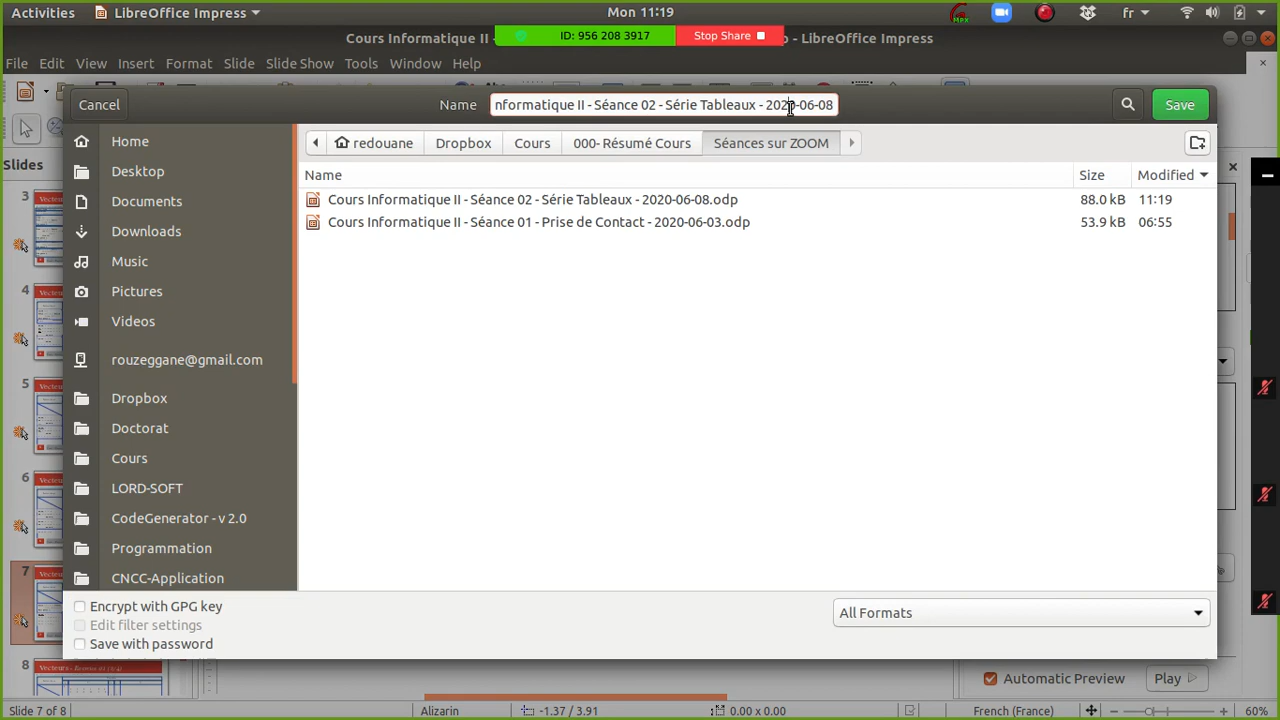 Activities LibreOffice Impress Mon 11:19 fr
ID: 956 208 3917 Stop Share
Cours Informatique II - - LibreOffice Impress
File Edit View Insert Format Slide Slide Show Tools Window Help
Cancel Name nformatique II - Séance 02 - Série Tableaux - 2020-06-08 Save
redouane Dropbox Cours 000- Résumé Cours Séances sur ZOOM
Slides
Name Size Modified
Cours Informatique II - Séance 02 - Série Tableaux - 2020-06-08.odp 88.0 kB 11:19
Cours Informatique II - Séance 01 - Prise de Contact - 2020-06-03.odp 53.9 kB 06:55
Home
Desktop
Documents
Downloads
Music
Pictures
Videos
rouzeggane@gmail.com
Dropbox
Doctorat
Cours
LORD-SOFT
CodeGenerator - v 2.0
Programmation
CNCC-Application
3
4
5
6
7
8
Encrypt with GPG key
Edit filter settings
Save with password
All Formats
Automatic Preview Play
Slide 7 of 8 Alizarin -1.37 / 3.91 0.00 x 0.00 French (France) 60%